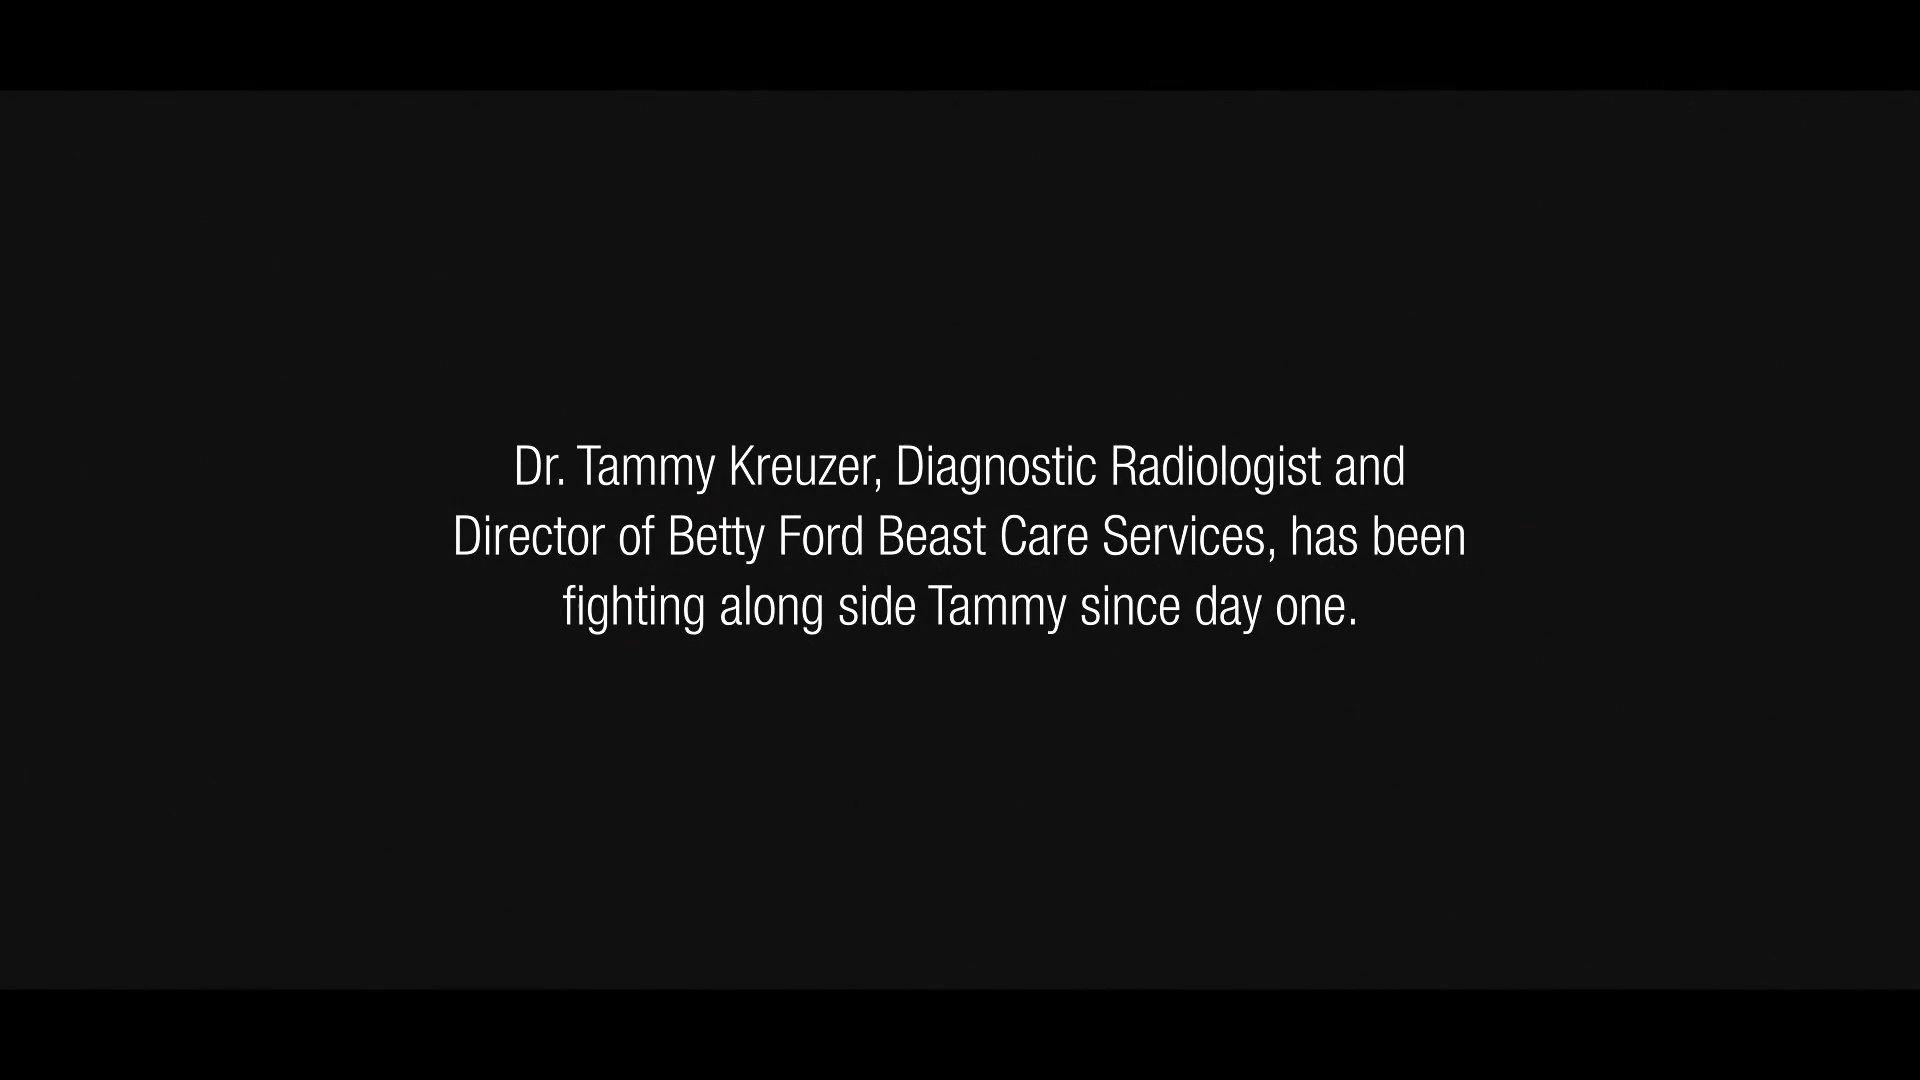 Dr. Tammy Kreuzer, Diagnostic Radiologist and
Director of Betty Ford Beast Care Services, has been
fighting along side Tammy since day one.